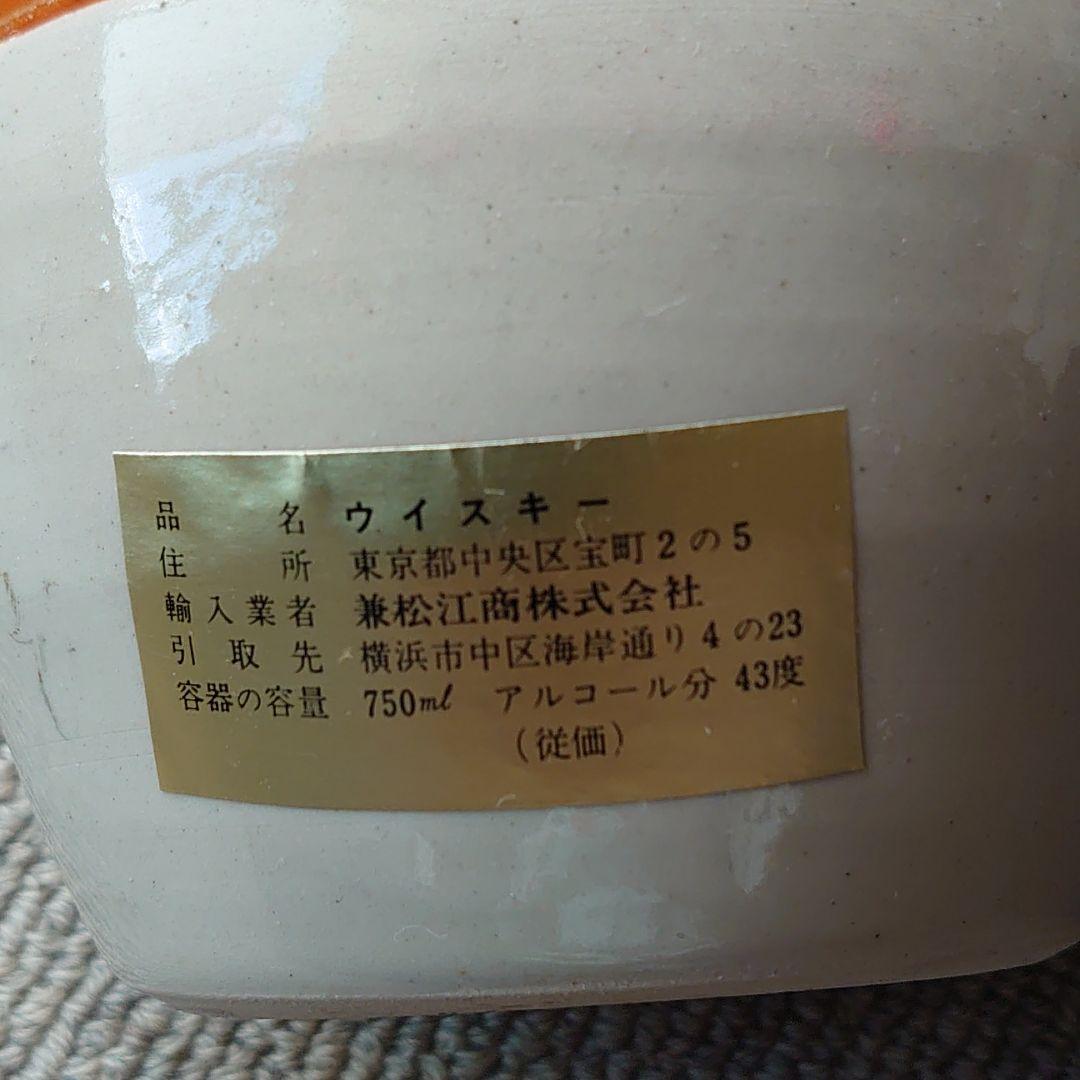 品名 ウイスキー
住所 東京都中央区宝町2の5
輸入業者 兼松江商株式会社
引取先 横浜市中区海岸通り4の23
容器の容量 750ml アルコール分 43度
(従価)